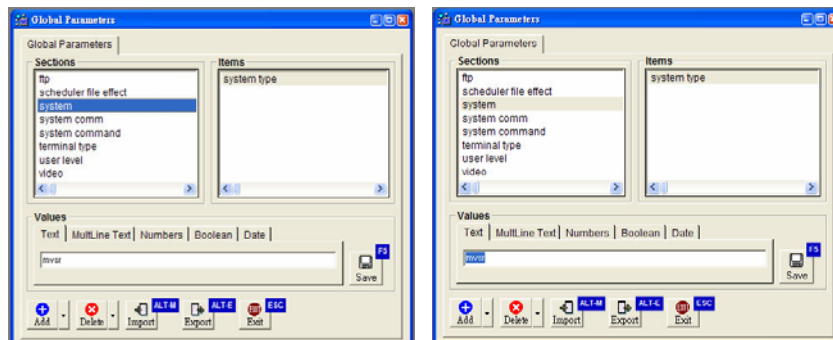 Global Parameters
Global Parameters
Sections
Items
ftp
scheduler file effect
system
system comm
system command
terminal type
user level
video
system type
Values
Text MultLine Text Numbers Boolean Date
mvsr
F5
Save
Add
Delete
ALT-M
Import
ALT-E
Export
ESC
Exit
Global Parameters
Global Parameters
Sections
Items
ftp
scheduler file effect
system
system comm
system command
terminal type
user level
video
system type
Values
Text MultLine Text Numbers Boolean Date
mvsr
F5
Save
Add
Delete
ALT-M
Import
ALT-E
Export
ESC
Exit